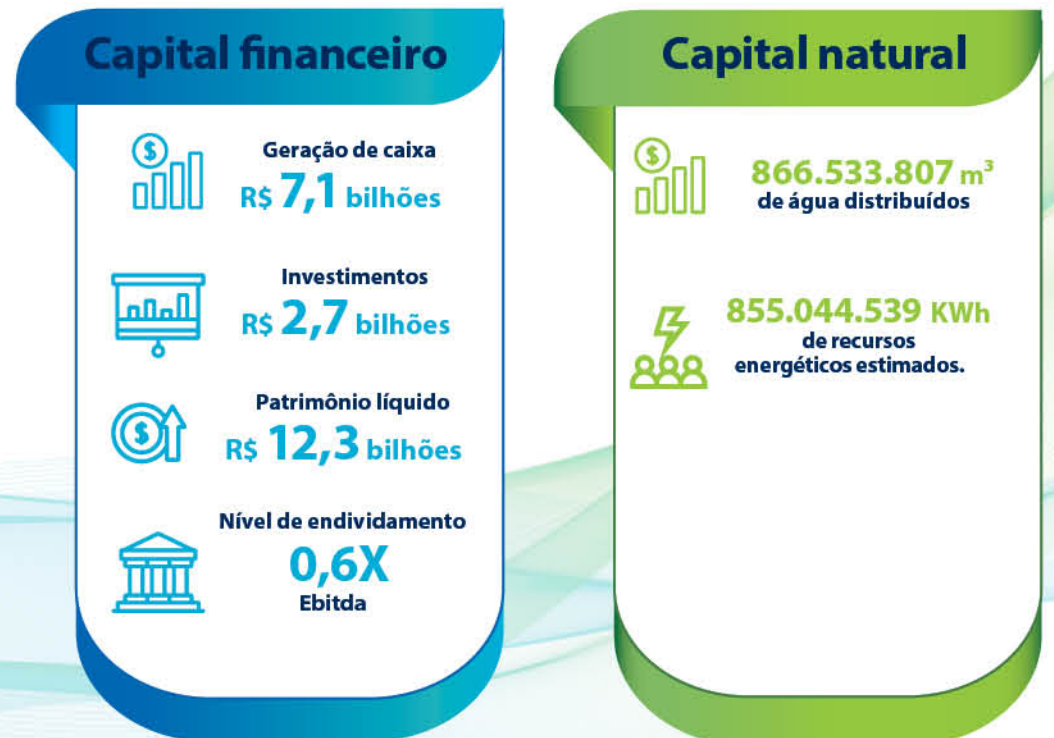 Capital financeiro
Geração de caixa
R$ 7,1 bilhões
Investimentos
R$ 2,7 bilhões
Patrimônio líquido
R$ 12,3 bilhões
Nível de endividamento
0,6X
Ebitda
Capital natural
866.533.807 m³
de água distribuídos
855.044.539 KWh
de recursos
energéticos estimados.